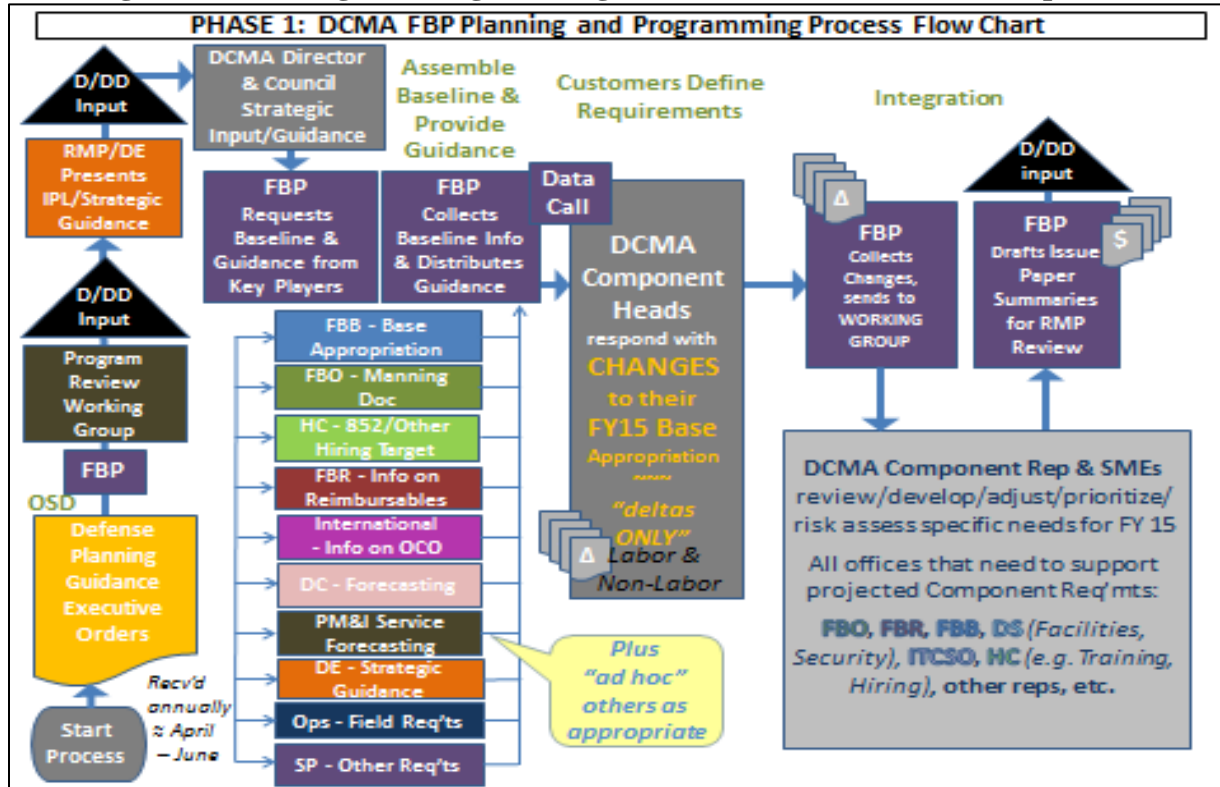 PHASE 1: DCMA FBP Planning and Programming Process Flow Chart
D/DD
Input
RMP/DE
Presents
IPL/Strategic
Guidance
D/DD
Input
Program
Review
Working
Group
FBP
OSD
Defense
Planning
Guidance
Executive
Orders
Start
Process
Recv'd
annually
≈ April
– June
DCMA Director
& Council
Strategic
Input/Guidance
FBP
Requests
Baseline &
Guidance from
Key Players
Assemble
Baseline &
Provide
Guidance
FBP
Collects
Baseline Info
& Distributes
Guidance
Data
Call
FBB - Base
Appropriation
FBO - Manning
Doc
HC - 852/Other
Hiring Target
FBR - Info on
Reimbursables
International
- Info on OCO
DC - Forecasting
PM&I Service
Forecasting
DE - Strategic
Guidance
Ops - Field Req'ts
SP - Other Req'ts
Plus
"ad hoc"
others as
appropriate
Customers Define
Requirements
DCMA
Component
Heads
respond with
CHANGES
to their
FY15 Base
Appropriation
~~~~
"deltas
ONLY"
Δ
Labor &
Non-Labor
Integration
Δ
FBP
Collects
Changes,
sends to
WORKING
GROUP
D/DD
input
FBP
Drafts Issue
Paper
Summaries
for RMP
Review
$
DCMA Component Rep & SMEs
review/develop/adjust/prioritize/
risk assess specific needs for FY 15
All offices that need to support
projected Component Req'mts:
FBO, FBR, FBB, DS (Facilities,
Security), ITCSO, HC (e.g. Training,
Hiring), other reps, etc.